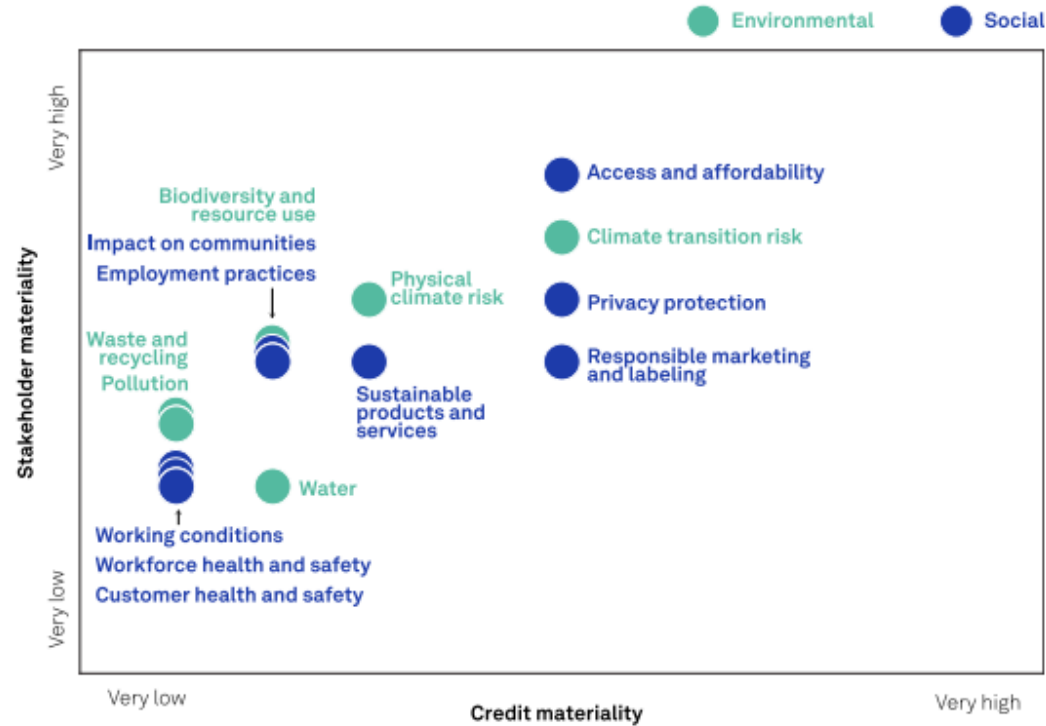 Environmental
Social
Very high
Access and affordability
Biodiversity and
resource use
Climate transition risk
Impact on communities
Employment practices
Physical
climate risk
Privacy protection
Stakeholder materiality
Waste and
recycling
Pollution
Responsible marketing
and labeling
Sustainable
products and
services
Water
Working conditions
Workforce health and safety
Customer health and safety
Very low
Very low
Credit materiality
Very high